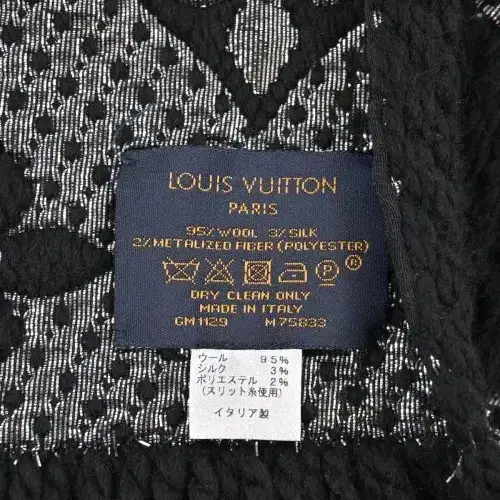 LOUIS VUITTON
PARIS
95% WOOL 3% SILK
2% METALIZED FIBER (POLYESTER)
P ®
DRY CLEAN ONLY
MADE IN ITALY
GM1129 M75833
ウール 95%
シルク 3%
ポリエステル 2%
(スリット糸使用)
イタリア製